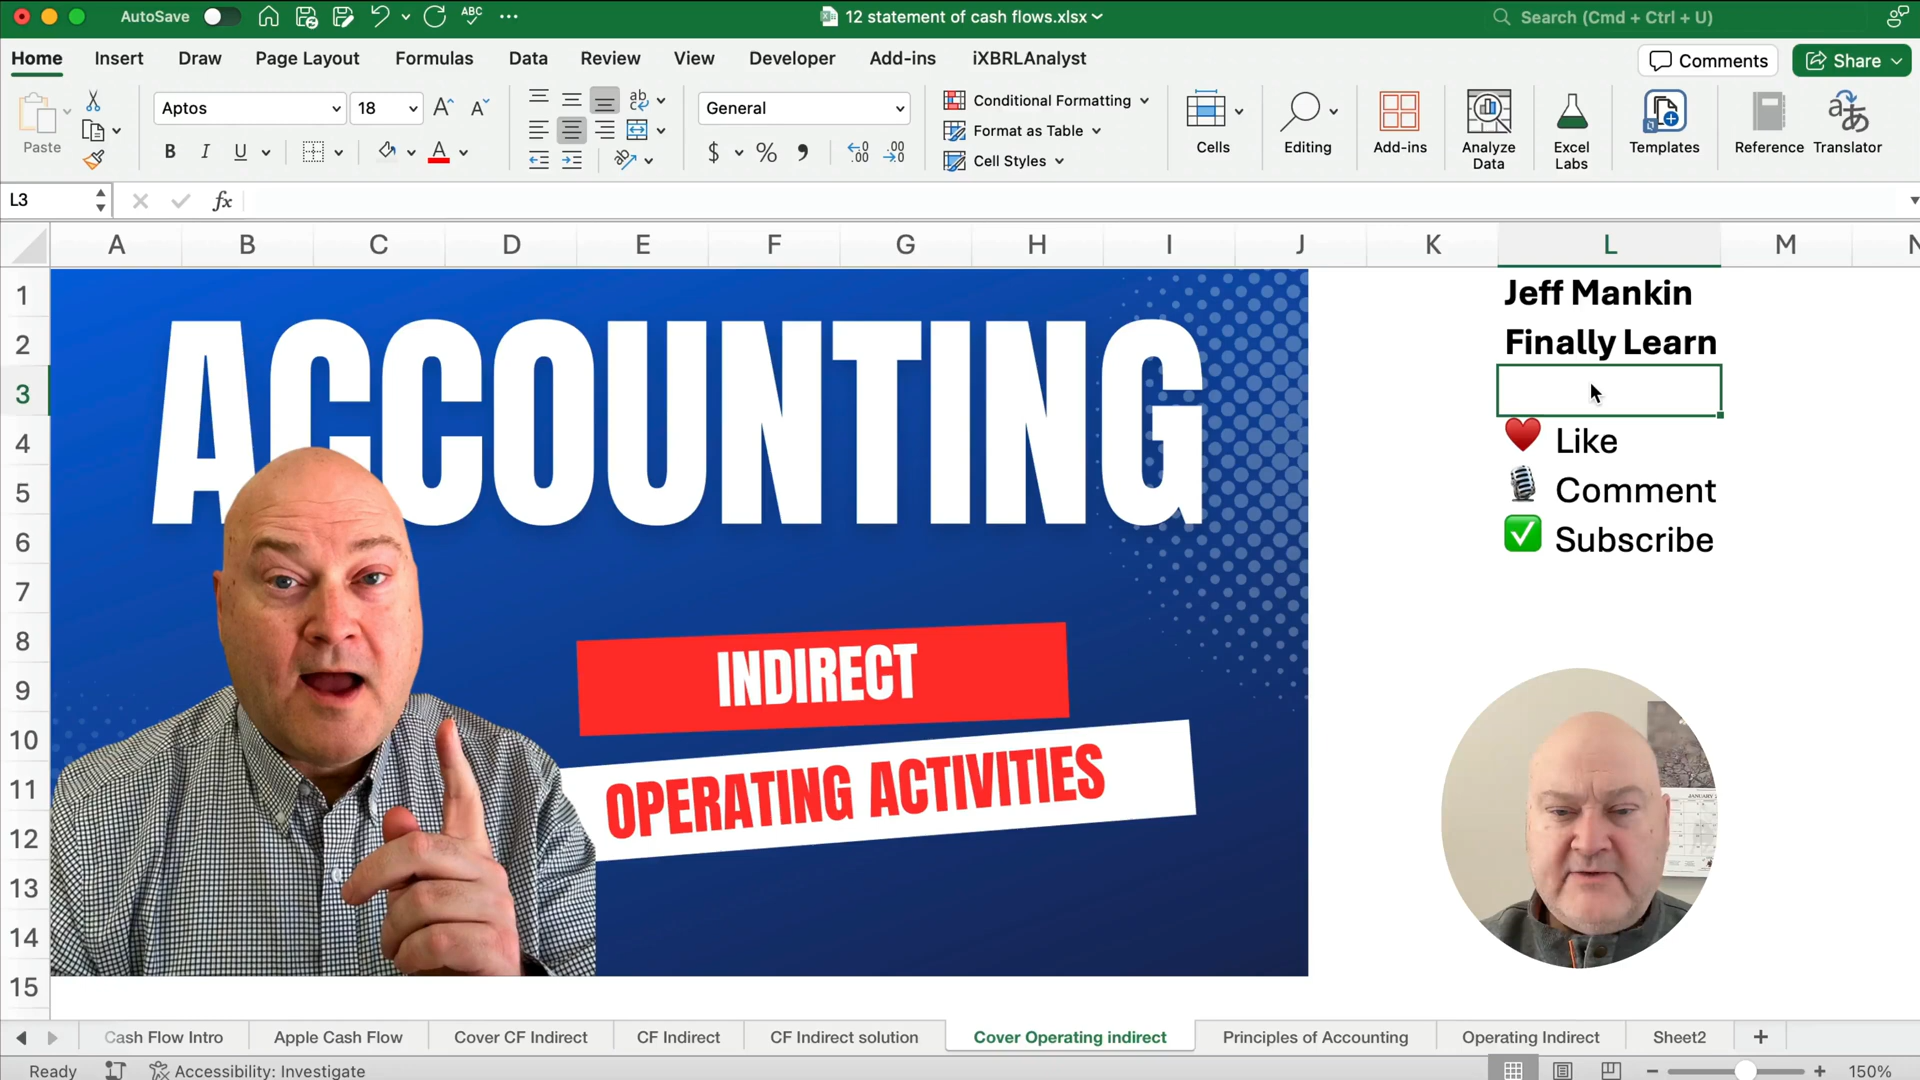 AutoSave
ABC
12 statement of cash flows.xlsx
Search (Cmd + Ctrl + U)
Home Insert Draw Page Layout Formulas Data Review View Developer Add-ins iXBRLAnalyst
Comments
Share
Paste
Aptos
18
A^ A˅
ab
General
B I U
A
$ % ,
.00
.00
Conditional Formatting
Format as Table
Cell Styles
Cells
Editing
Add-ins
Analyze Data
Excel Labs
Templates
Reference
Translator
L3
fx
A B C D E F G H I J K L M N
1
2
3
4
5
6
7
8
9
10
11
12
13
14
15
ACCOUNTING
INDIRECT
OPERATING ACTIVITIES
Jeff Mankin
Finally Learn
Like
Comment
Subscribe
Cash Flow Intro Apple Cash Flow Cover CF Indirect CF Indirect CF Indirect solution Cover Operating indirect Principles of Accounting Operating Indirect Sheet2 +
Ready
Accessibility: Investigate
150%